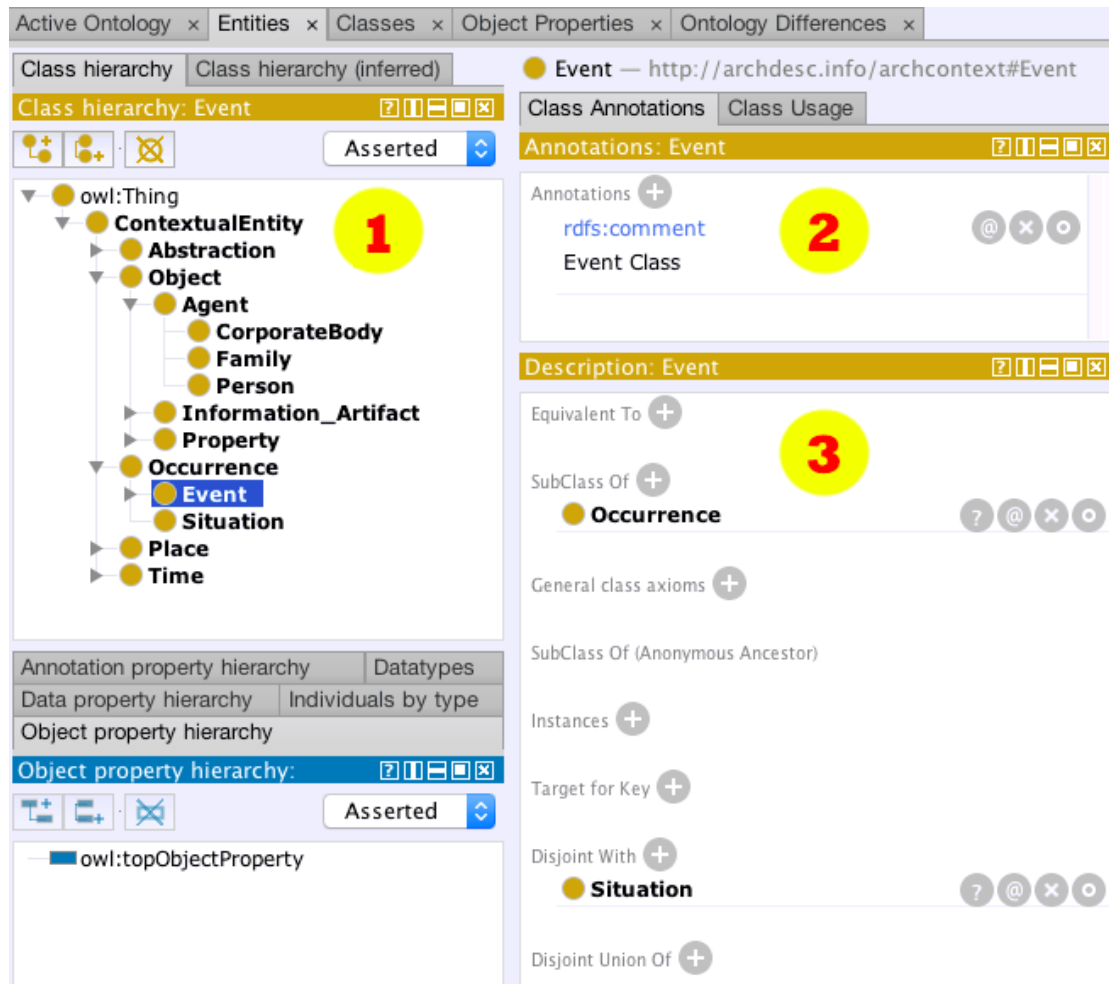 Active Ontology × Entities × Classes × Object Properties × Ontology Differences ×
Class hierarchy Class hierarchy (inferred)
Class hierarchy: Event
Asserted
owl:Thing
ContextualEntity
Abstraction
Object
Agent
CorporateBody
Family
Person
Information_Artifact
Property
Occurrence
Event
Situation
Place
Time
1
Annotation property hierarchy Datatypes
Data property hierarchy Individuals by type
Object property hierarchy
Object property hierarchy:
Asserted
owl:topObjectProperty
Event — http://archdesc.info/archcontext#Event
Class Annotations Class Usage
Annotations: Event
Annotations
rdfs:comment
Event Class
2
Description: Event
Equivalent To
3
SubClass Of
Occurrence
General class axioms
SubClass Of (Anonymous Ancestor)
Instances
Target for Key
Disjoint With
Situation
Disjoint Union Of